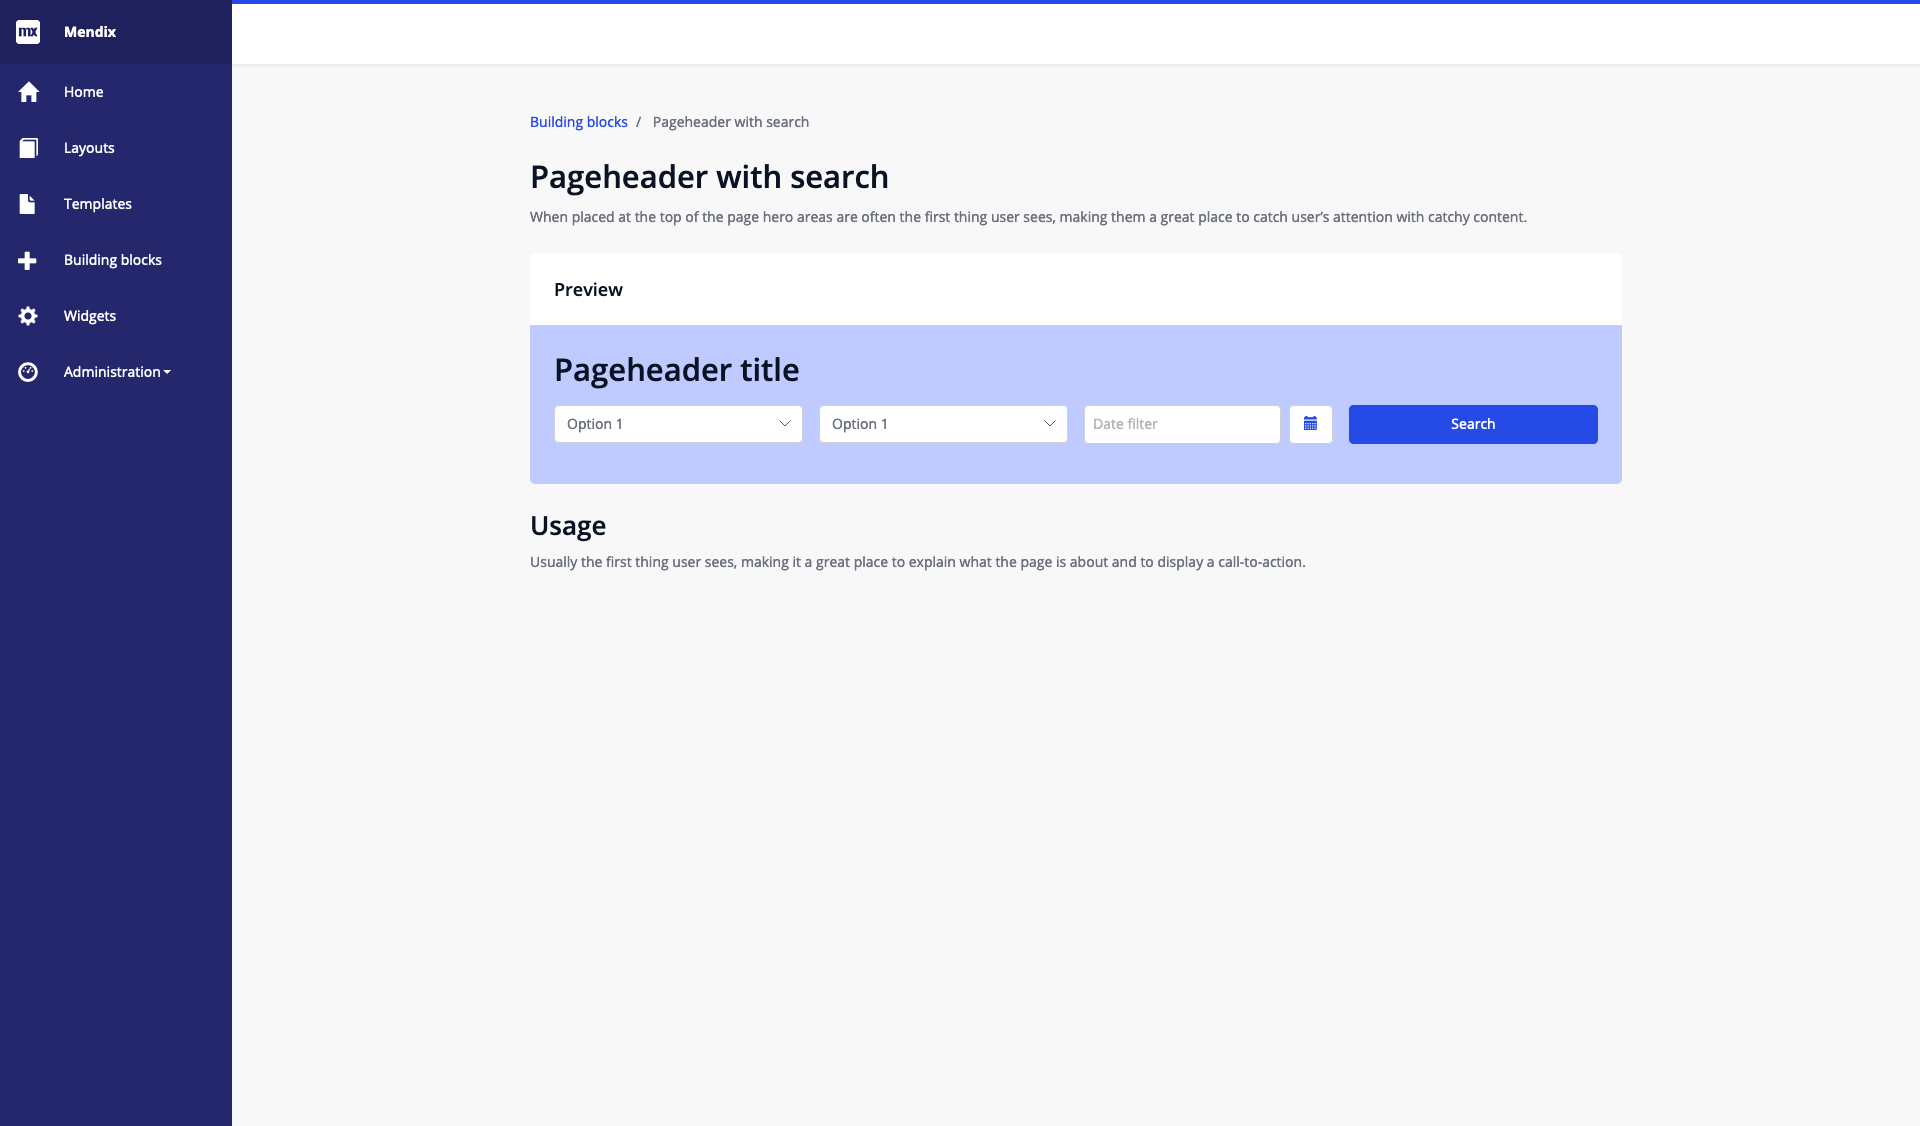 mx Mendix
Home
Layouts
Templates
Building blocks
Widgets
Administration
Building blocks / Pageheader with search
Pageheader with search
When placed at the top of the page hero areas are often the first thing user sees, making them a great place to catch user’s attention with catchy content.
Preview
Pageheader title
Option 1 Option 1 Date filter Search
Usage
Usually the first thing user sees, making it a great place to explain what the page is about and to display a call-to-action.